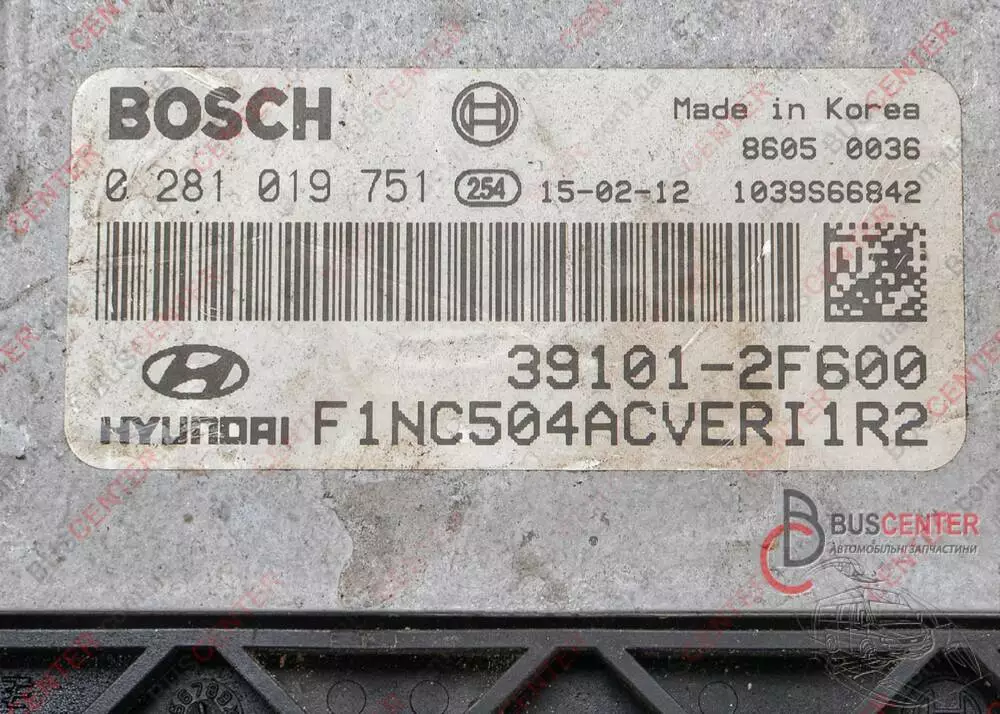 BOSCH
Made in Korea
8605 0036
0 281 019 751 254 15-02-12 1039S66842
39101-2F600
HYUNDAI F1NC504ACVERI1R2
BUSCENTER
АВТОМОБІЛЬНІ ЗАПЧАСТИНИ